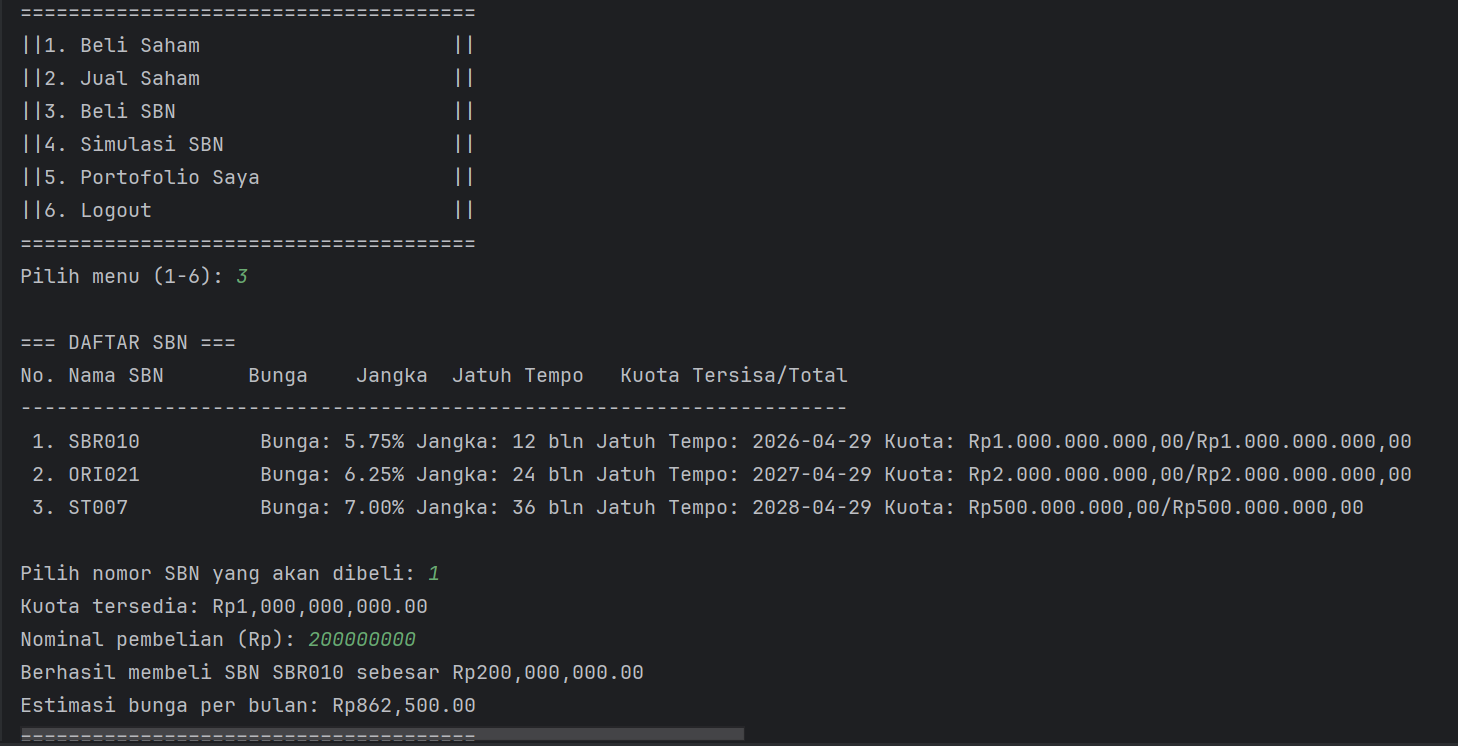 ======================================
||1. Beli Saham                     ||
||2. Jual Saham                     ||
||3. Beli SBN                       ||
||4. Simulasi SBN                   ||
||5. Portofolio Saya                ||
||6. Logout                         ||
======================================
Pilih menu (1-6): 3
=== DAFTAR SBN ===
No. Nama SBN       Bunga    Jangka  Jatuh Tempo   Kuota Tersisa/Total
---------------------------------------------------------------------
 1. SBR010          Bunga: 5.75% Jangka: 12 bln Jatuh Tempo: 2026-04-29 Kuota: Rp1.000.000.000,00/Rp1.000.000.000,00
 2. ORI021          Bunga: 6.25% Jangka: 24 bln Jatuh Tempo: 2027-04-29 Kuota: Rp2.000.000.000,00/Rp2.000.000.000,00
 3. ST007           Bunga: 7.00% Jangka: 36 bln Jatuh Tempo: 2028-04-29 Kuota: Rp500.000.000,00/Rp500.000.000,00
Pilih nomor SBN yang akan dibeli: 1
Kuota tersedia: Rp1,000,000,000.00
Nominal pembelian (Rp): 200000000
Berhasil membeli SBN SBR010 sebesar Rp200,000,000.00
Estimasi bunga per bulan: Rp862,500.00
======================================